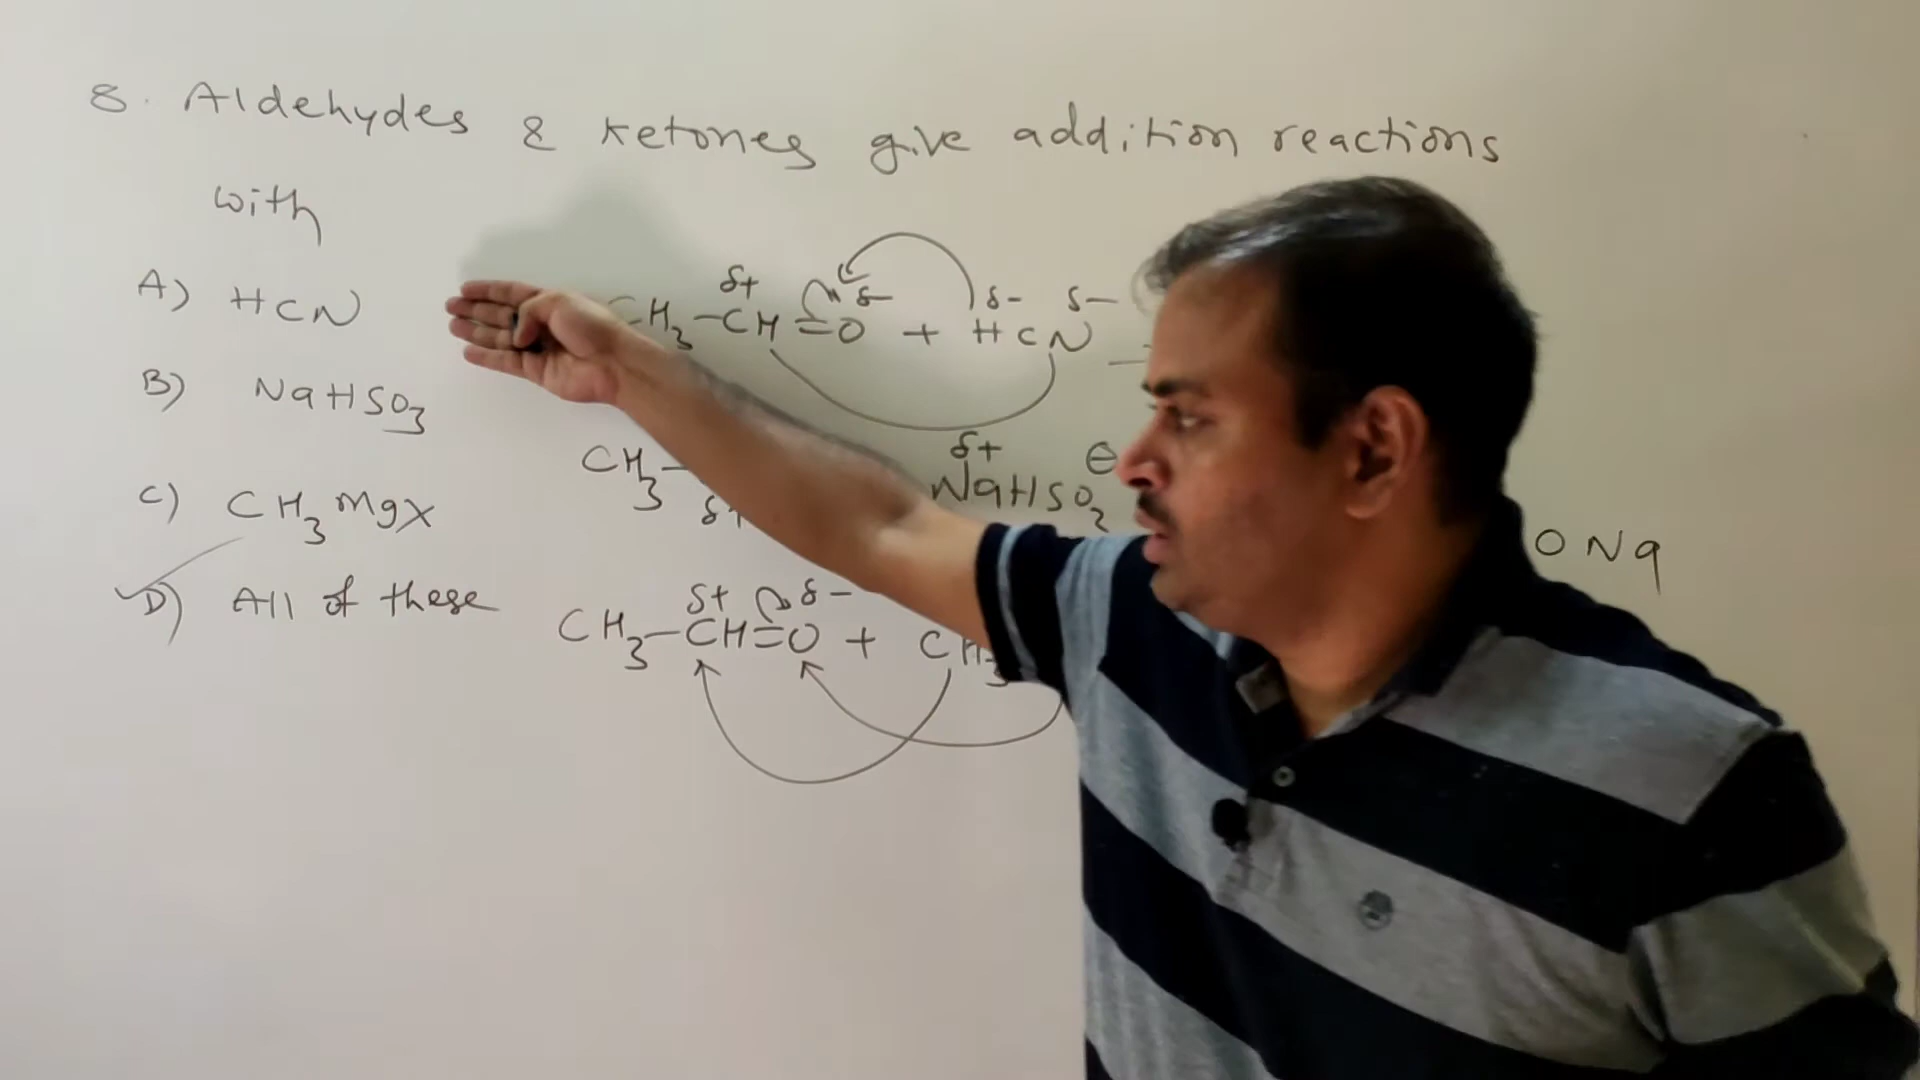 8. Aldehydes & Ketones give addition reactions
with
A) HCN
B) NaHSO3
C) CH3MgX
D) All of these
δ+ δ- δ- δ-
CH3-CH=O + HCN
δ+ ⊖
CH3- NaHSO2
δ+
ONa
δ+ δ-
CH3-CH=O + CH3